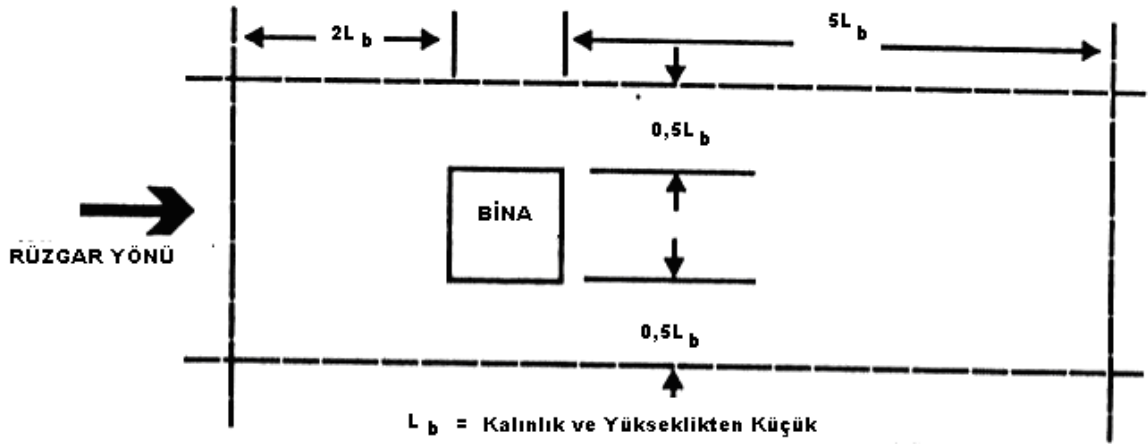 2L b
5L b
0,5L b
BİNA
RÜZGAR YÖNÜ
0,5L b
L b = Kalınlık ve Yükseklikten Küçük